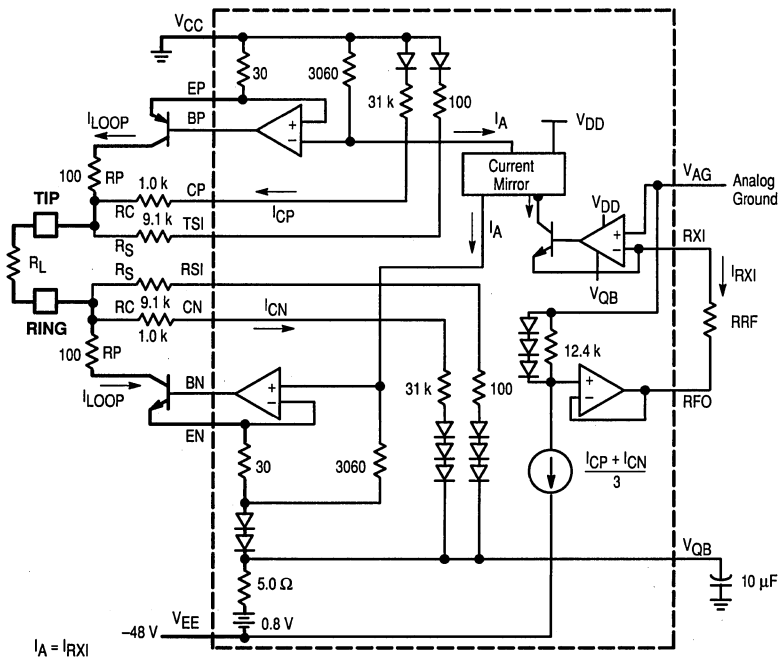 VCC
30
3060
EP
31 k
100
ILOOP
BP
+
−
IA
VDD
Current
Mirror
100
RP
VAG
Analog
Ground
TIP
1.0 k
CP
RC
ICP
9.1 k
TSI
RS
IA
VDD
+
−
RXI
VQB
IRXI
RL
RS
RSI
9.1 k
RC
CN
1.0 k
ICN
RING
100
RP
12.4 k
RRF
BN
+
−
31 k
100
+
−
RFO
ILOOP
EN
30
3060
ICP + ICN
3
VQB
5.0 Ω
10 µF
VEE
−48 V
0.8 V
IA = IRXI